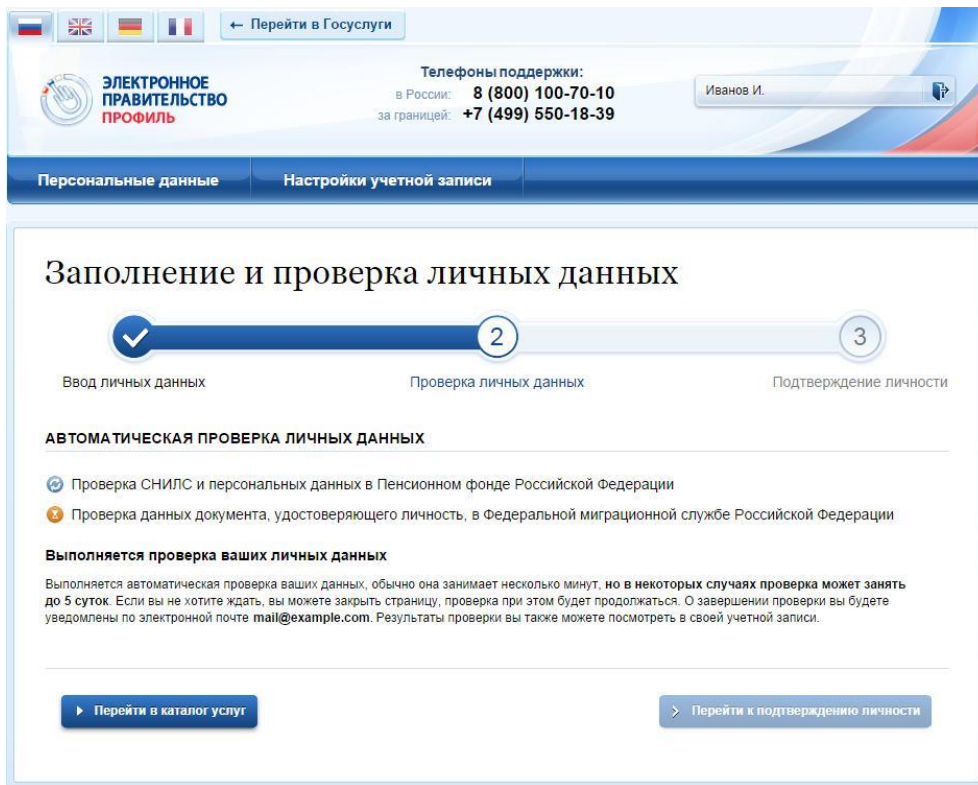 ← Перейти в Госуслуги
ЭЛЕКТРОННОЕ
ПРАВИТЕЛЬСТВО
ПРОФИЛЬ
Телефоны поддержки:
в России: 8 (800) 100-70-10
за границей: +7 (499) 550-18-39
Иванов И.
Персональные данные Настройки учетной записи
Заполнение и проверка личных данных
2 3
Ввод личных данных Проверка личных данных Подтверждение личности
АВТОМАТИЧЕСКАЯ ПРОВЕРКА ЛИЧНЫХ ДАННЫХ
Проверка СНИЛС и персональных данных в Пенсионном фонде Российской Федерации
Проверка данных документа, удостоверяющего личность, в Федеральной миграционной службе Российской Федерации
Выполняется проверка ваших личных данных
Выполняется автоматическая проверка ваших данных, обычно она занимает несколько минут, но в некоторых случаях проверка может занять
до 5 суток. Если вы не хотите ждать, вы можете закрыть страницу, проверка при этом будет продолжаться. О завершении проверки вы будете
уведомлены по электронной почте mail@example.com. Результаты проверки вы также можете посмотреть в своей учетной записи.
Перейти в каталог услуг Перейти к подтверждению личности